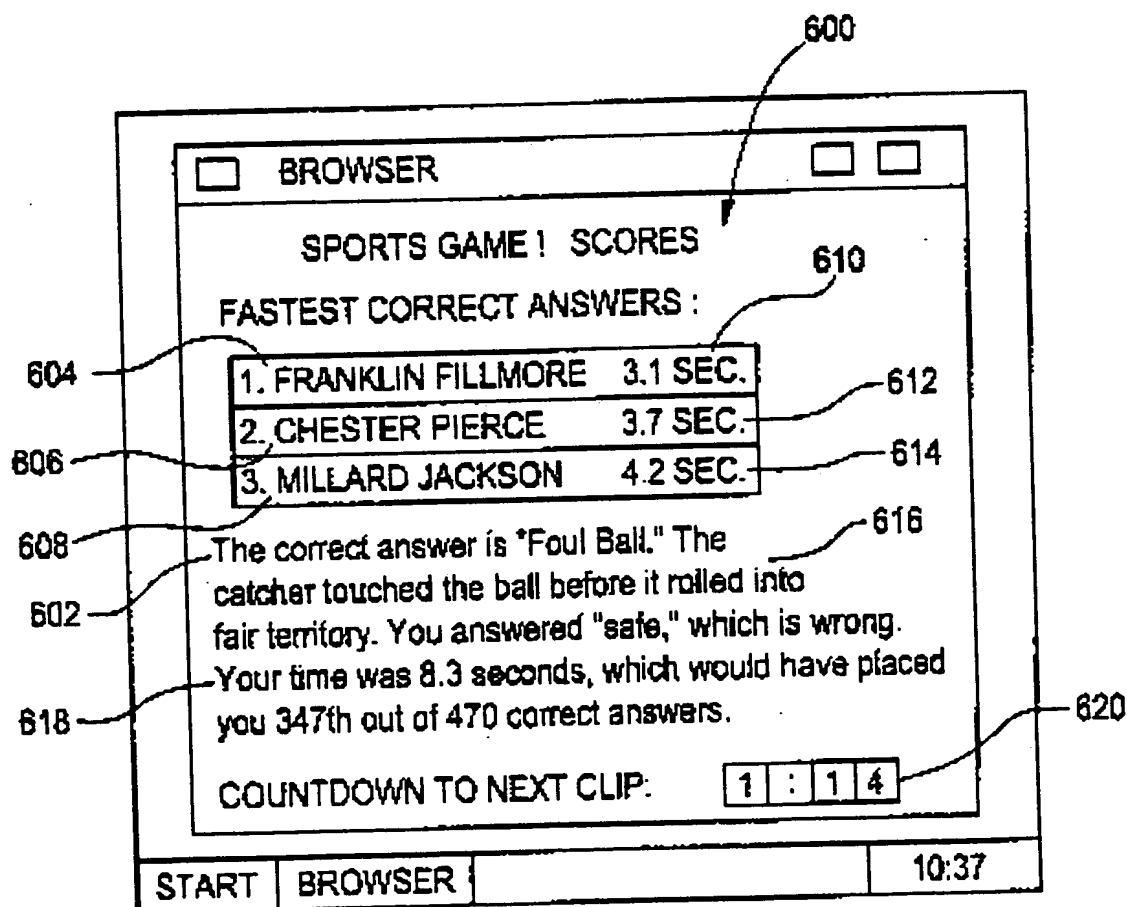 600
BROWSER
SPORTS GAME! SCORES
610
FASTEST CORRECT ANSWERS:
604
1. FRANKLIN FILLMORE 3.1 SEC.
612
2. CHESTER PIERCE 3.7 SEC.
606
3. MILLARD JACKSON 4.2 SEC.
614
608
The correct answer is "Foul Ball." The
616
602
catcher touched the ball before it rolled into
fair territory. You answered "safe," which is wrong.
Your time was 8.3 seconds, which would have placed
618
you 347th out of 470 correct answers.
620
COUNTDOWN TO NEXT CLIP: 1 : 1 4
START BROWSER 10:37